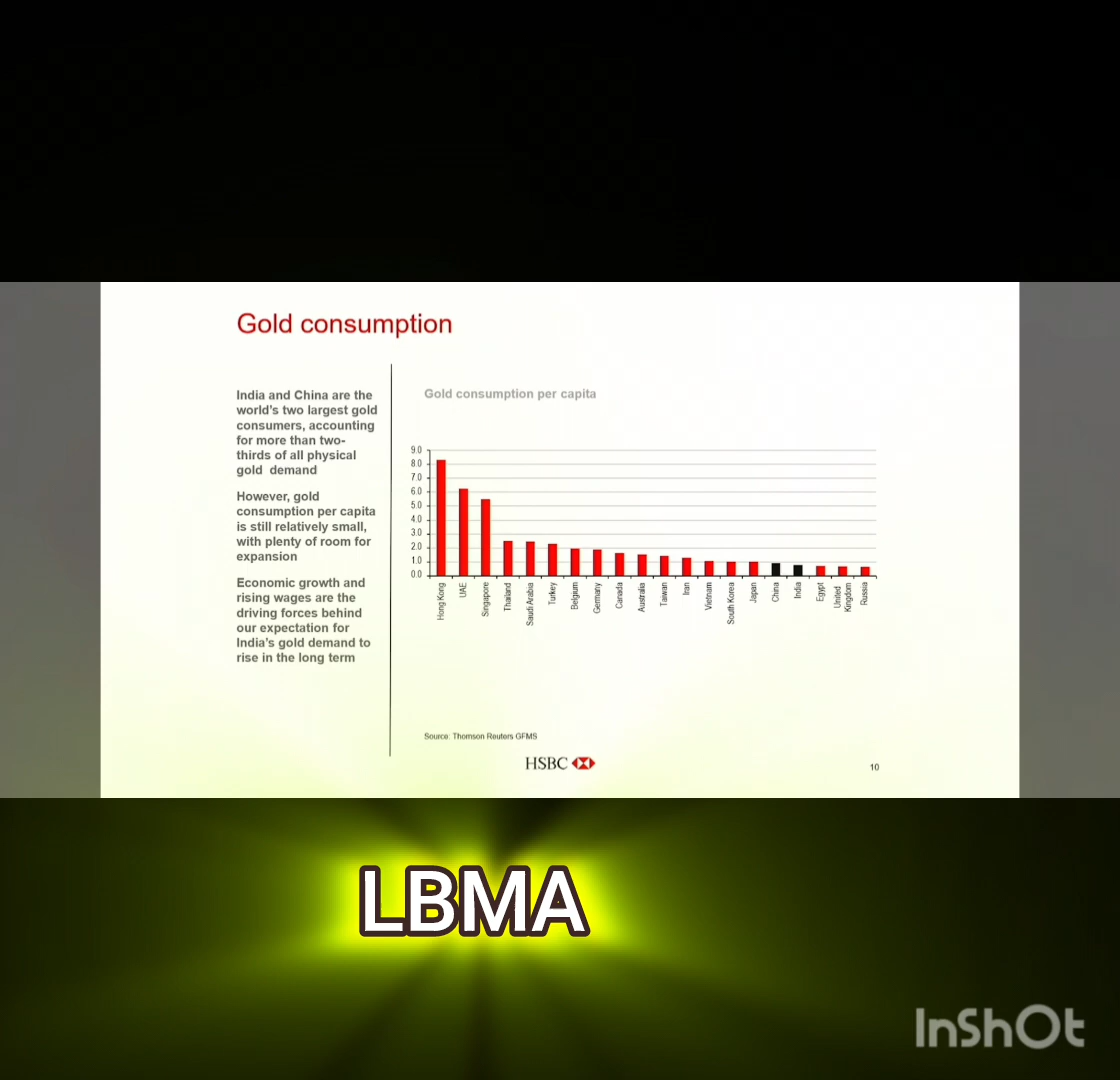 Gold consumption
India and China are the
world's two largest gold
consumers, accounting
for more than two-
thirds of all physical
gold demand
However, gold
consumption per capita
is still relatively small,
with plenty of room for
expansion
Economic growth and
rising wages are the
driving forces behind
our expectation for
India's gold demand to
rise in the long term
Gold consumption per capita
9.0
8.0
7.0
6.0
5.0
4.0
3.0
2.0
1.0
0.0
Hong Kong
UAE
Singapore
Thailand
Saudi Arabia
Turkey
Belgium
Germany
Canada
Australia
Taiwan
Iran
Vietnam
South Korea
Japan
China
India
Egypt
United
Kingdom
Russia
Source: Thomson Reuters GFMS
HSBC
10
LBMA
InShOt